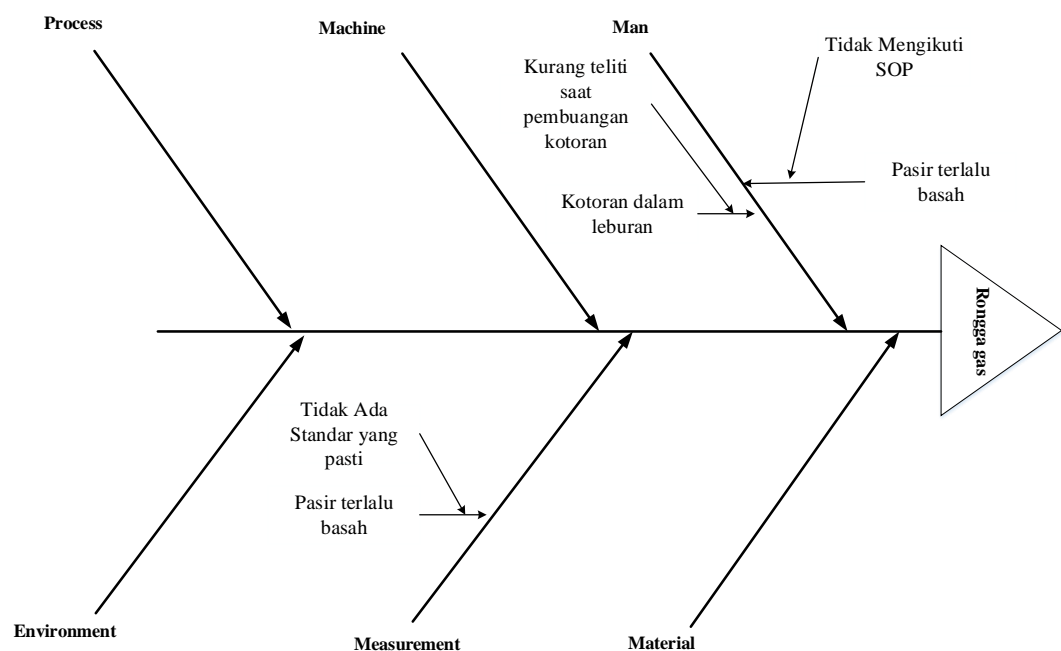 Process
Machine
Man
Tidak Mengikuti
SOP
Kurang teliti
saat
pembuangan
kotoran
Pasir terlalu
basah
Kotoran dalam
leburan
Rongga gas
Tidak Ada
Standar yang
pasti
Pasir terlalu
basah
Environment
Measurement
Material